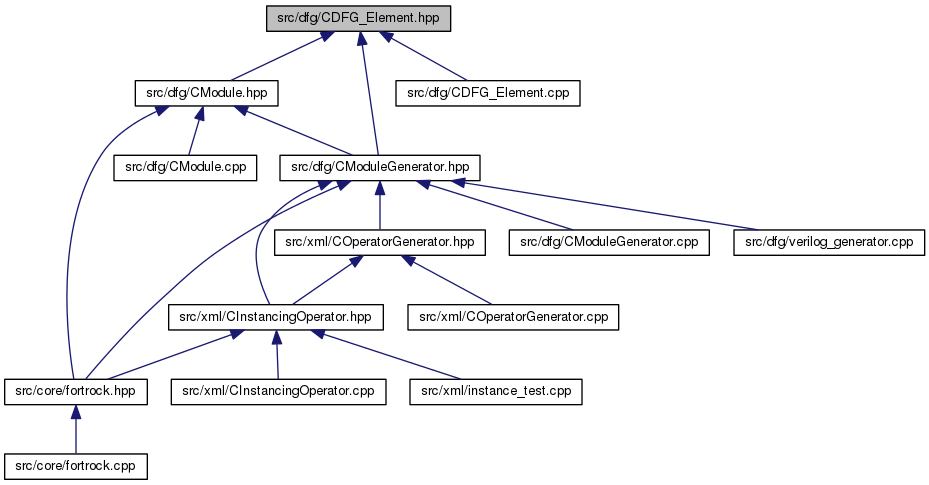 src/dfg/CDFG_Element.hpp
src/dfg/CModule.hpp
src/dfg/CDFG_Element.cpp
src/dfg/CModule.cpp
src/dfg/CModuleGenerator.hpp
src/xml/COperatorGenerator.hpp
src/dfg/CModuleGenerator.cpp
src/dfg/verilog_generator.cpp
src/xml/CInstancingOperator.hpp
src/xml/COperatorGenerator.cpp
src/core/fortrock.hpp
src/xml/CInstancingOperator.cpp
src/xml/instance_test.cpp
src/core/fortrock.cpp